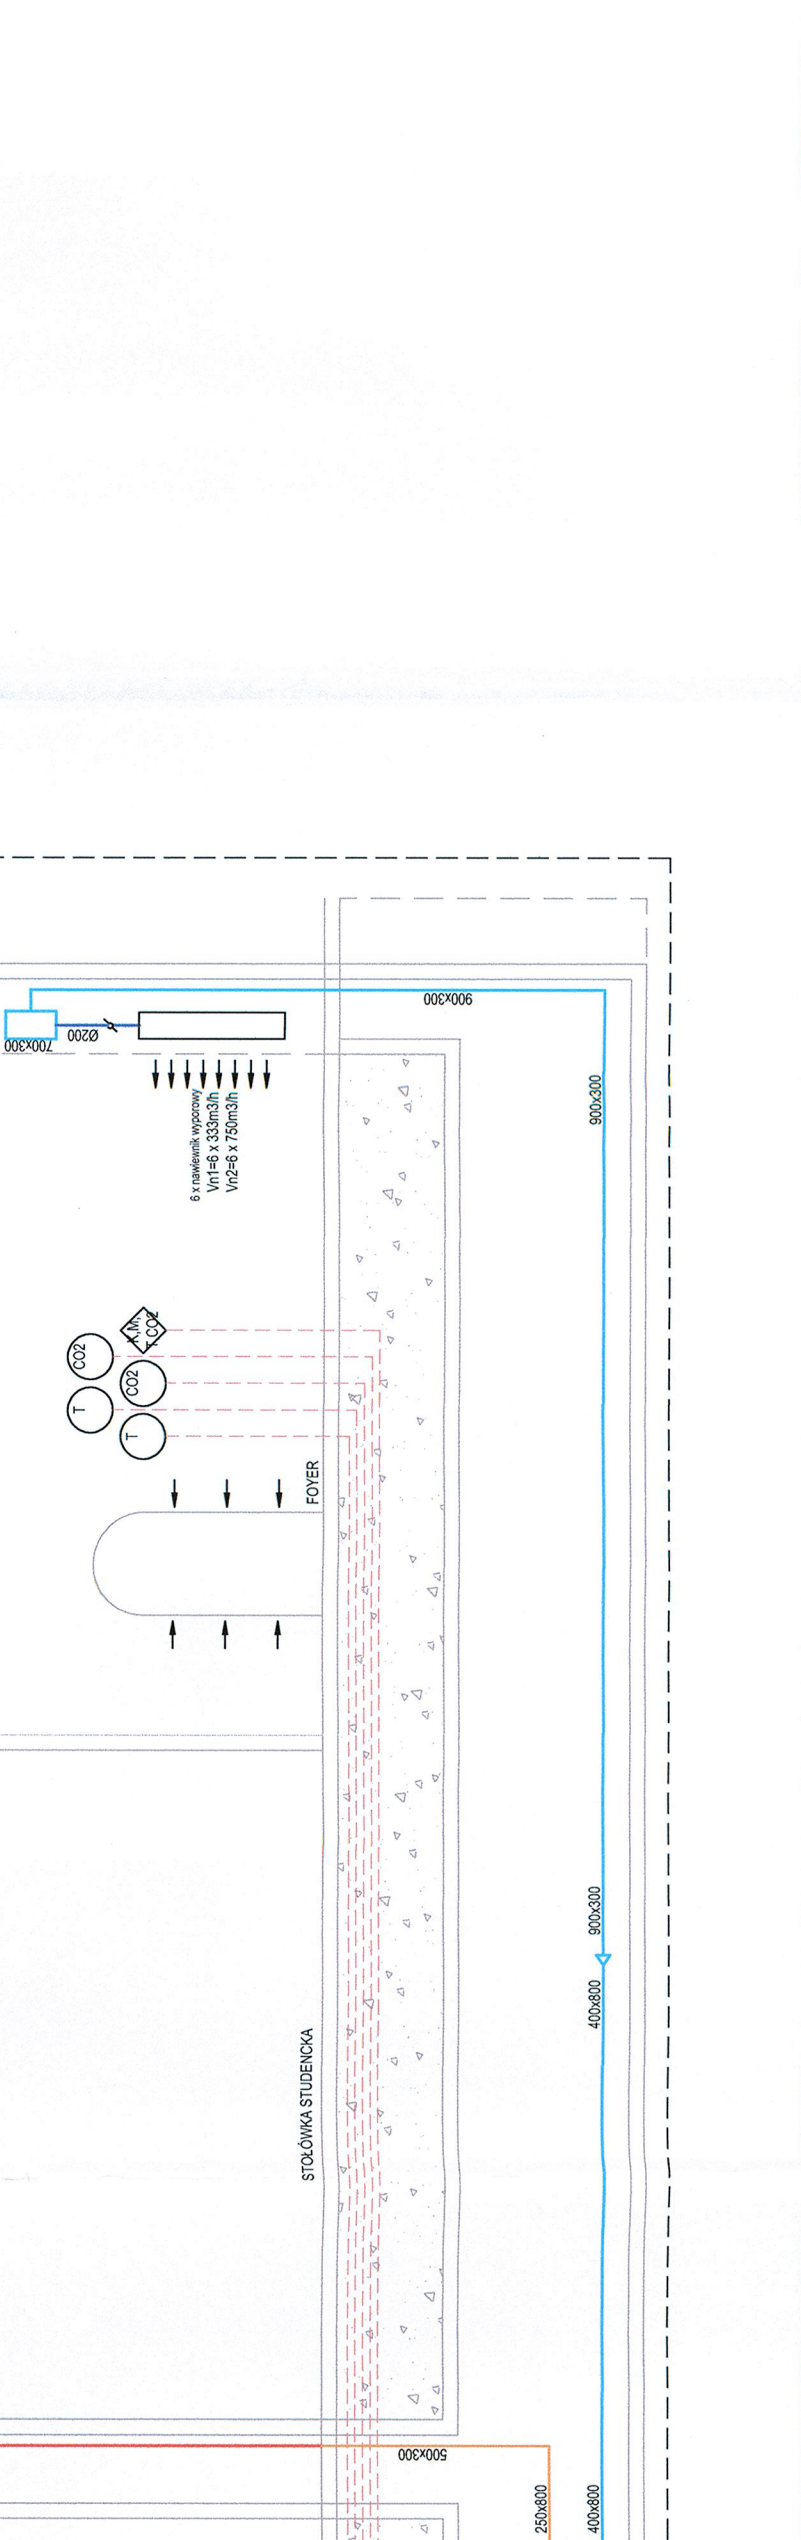 900x300
700x300
Ø200
900x300
6 x nawiewnik wyporowy
Vn1=6 x 333m3/h
Vn2=6 x 750m3/h
K,M,
T,CO2
CO2
CO2
T
T
FOYER
900x300
400x800
STOŁÓWKA STUDENCKA
500x300
250x800
400x800